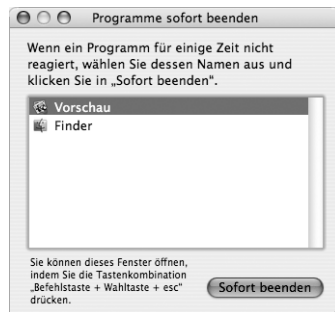 Programme sofort beenden
Wenn ein Programm für einige Zeit nicht
reagiert, wählen Sie dessen Namen aus und
klicken Sie in „Sofort beenden“.
Vorschau
Finder
Sie können dieses Fenster öffnen,
indem Sie die Tastenkombination
„Befehlstaste + Wahltaste + esc“
drücken.
Sofort beenden